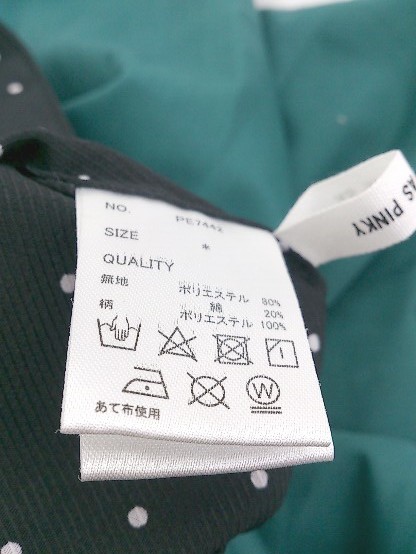 NO. PE7442
SIZE *
QUALITY
無地 ポリエステル 80%
綿 20%
柄 ポリエステル 100%
W
あて布使用
AS PINKY